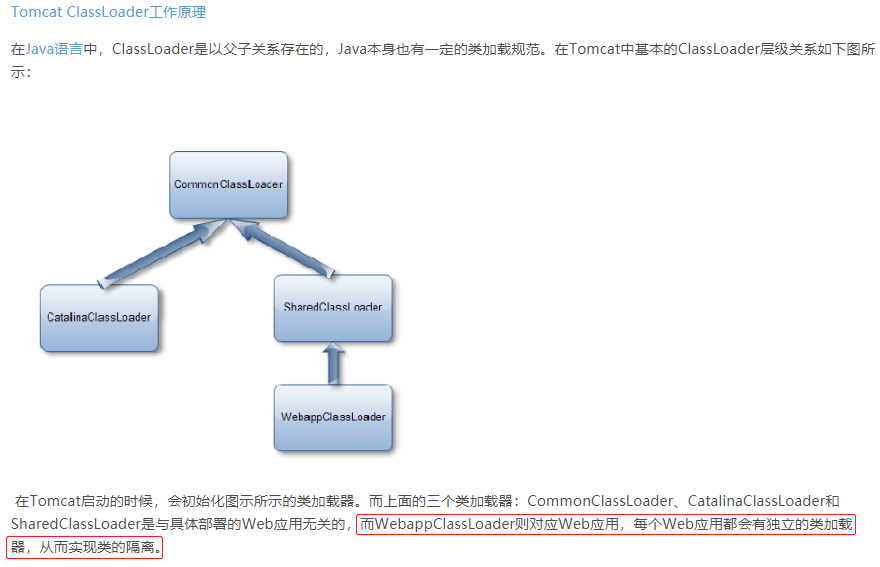 Tomcat ClassLoader工作原理
在Java语言中，ClassLoader是以父子关系存在的，Java本身也有一定的类加载规范。在Tomcat中基本的ClassLoader层级关系如下图所
示：
CommonClassLoader
CatalinaClassLoader
SharedClassLoader
WebappClassLoader
在Tomcat启动的时候，会初始化图示所示的类加载器。而上面的三个类加载器：CommonClassLoader、CatalinaClassLoader和
SharedClassLoader是与具体部署的Web应用无关的，而WebappClassLoader则对应Web应用，每个Web应用都会有独立的类加载
器，从而实现类的隔离。